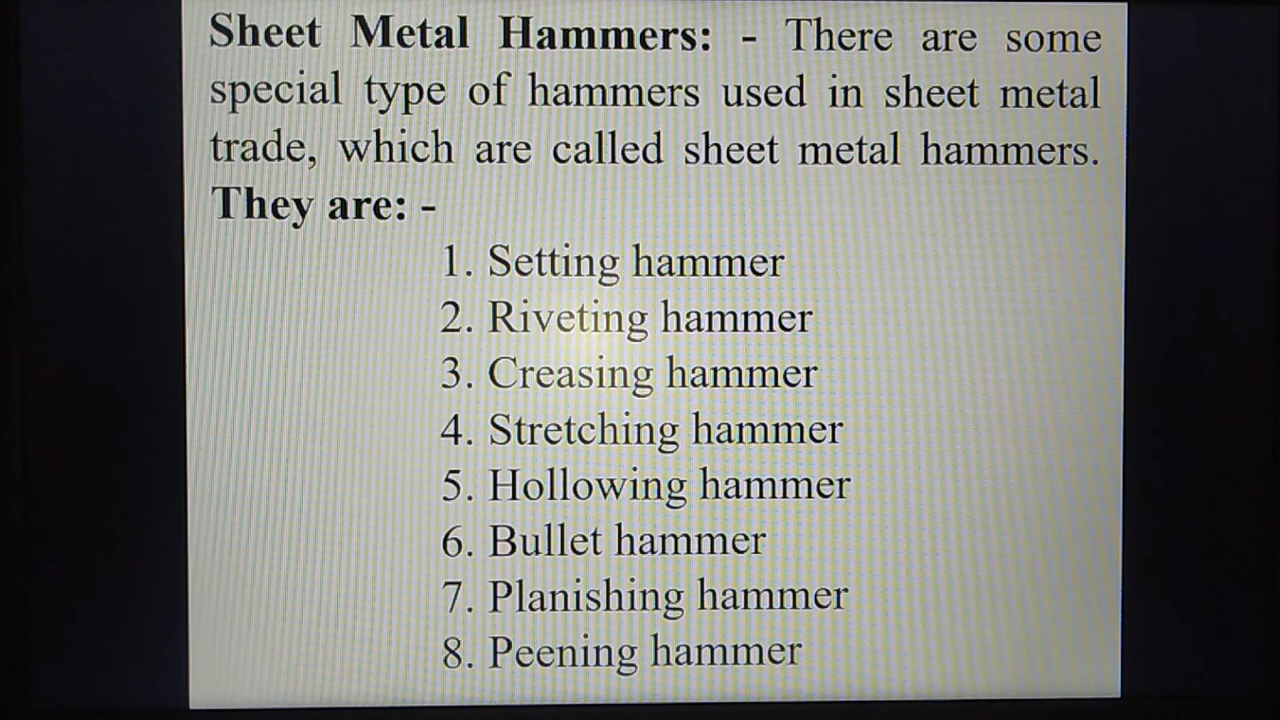 Sheet Metal Hammers: - There are some
special type of hammers used in sheet metal
trade, which are called sheet metal hammers.
They are: -
1. Setting hammer
2. Riveting hammer
3. Creasing hammer
4. Stretching hammer
5. Hollowing hammer
6. Bullet hammer
7. Planishing hammer
8. Peening hammer